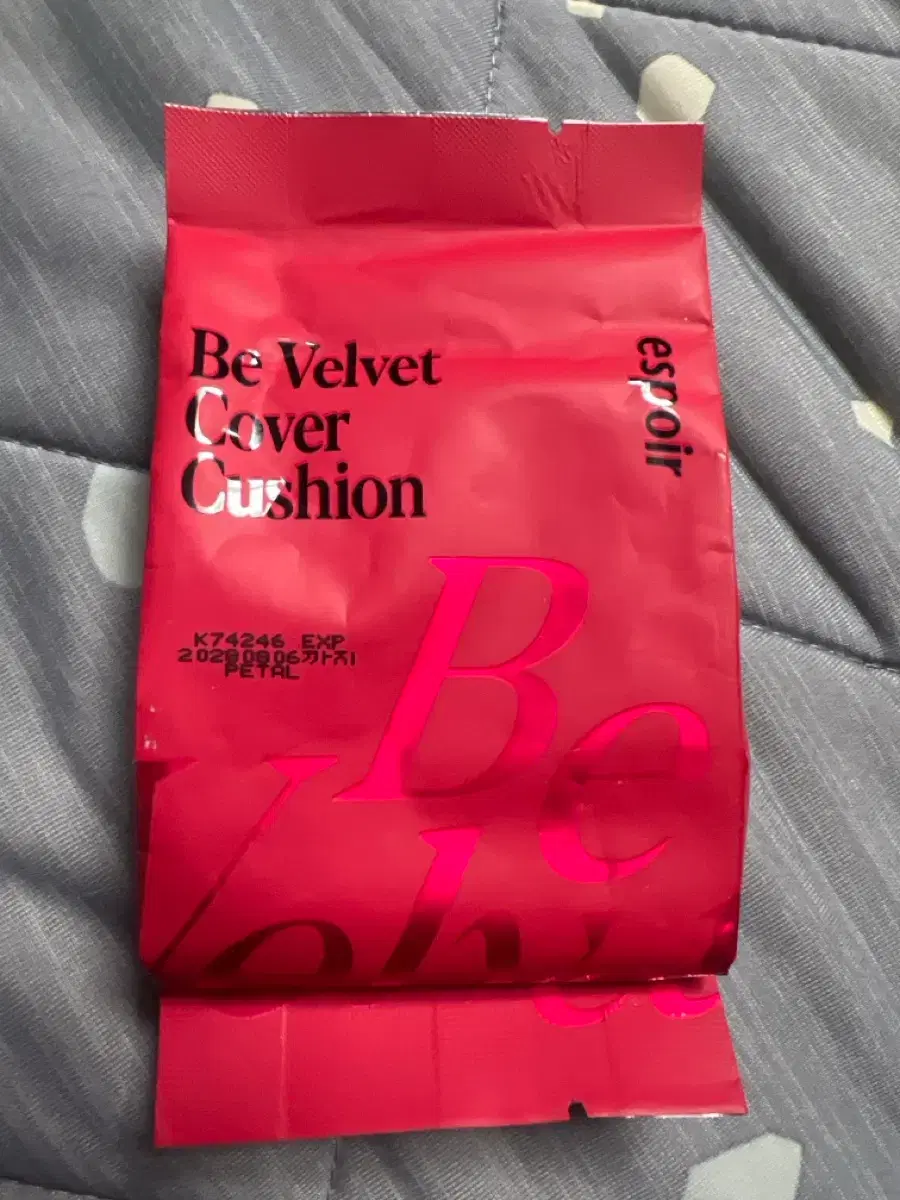 Be Velvet
Cover
Cushion
espoir
K74246 EXP
20280806까지
PETAL
Be
Velvet